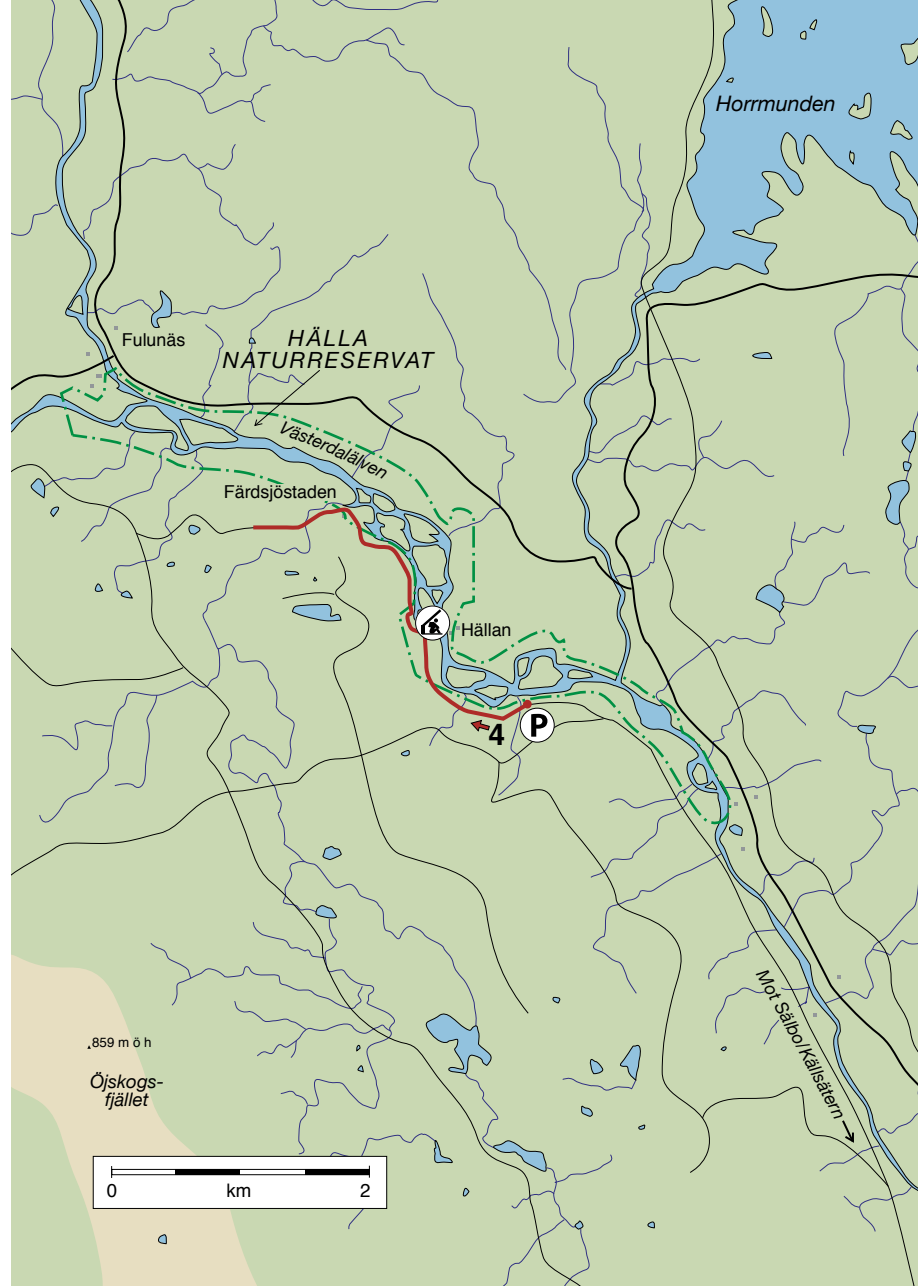 Horrmunden
Fulunäs
HÄLLA
NATURRESERVAT
Västerdalälven
Färdsjöstaden
Hällan
P
4
Mot Sälbo/Källsätern
859 m ö h
Öjskogs-
fjället
0 km 2